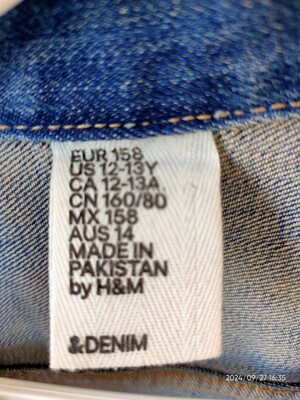 EUR 158
US 12-13Y
CA 12-13A
CN 160/80
MX 158
AUS 14
MADE IN
PAKISTAN
by H&M
&DENIM
2024/09/27 16:35